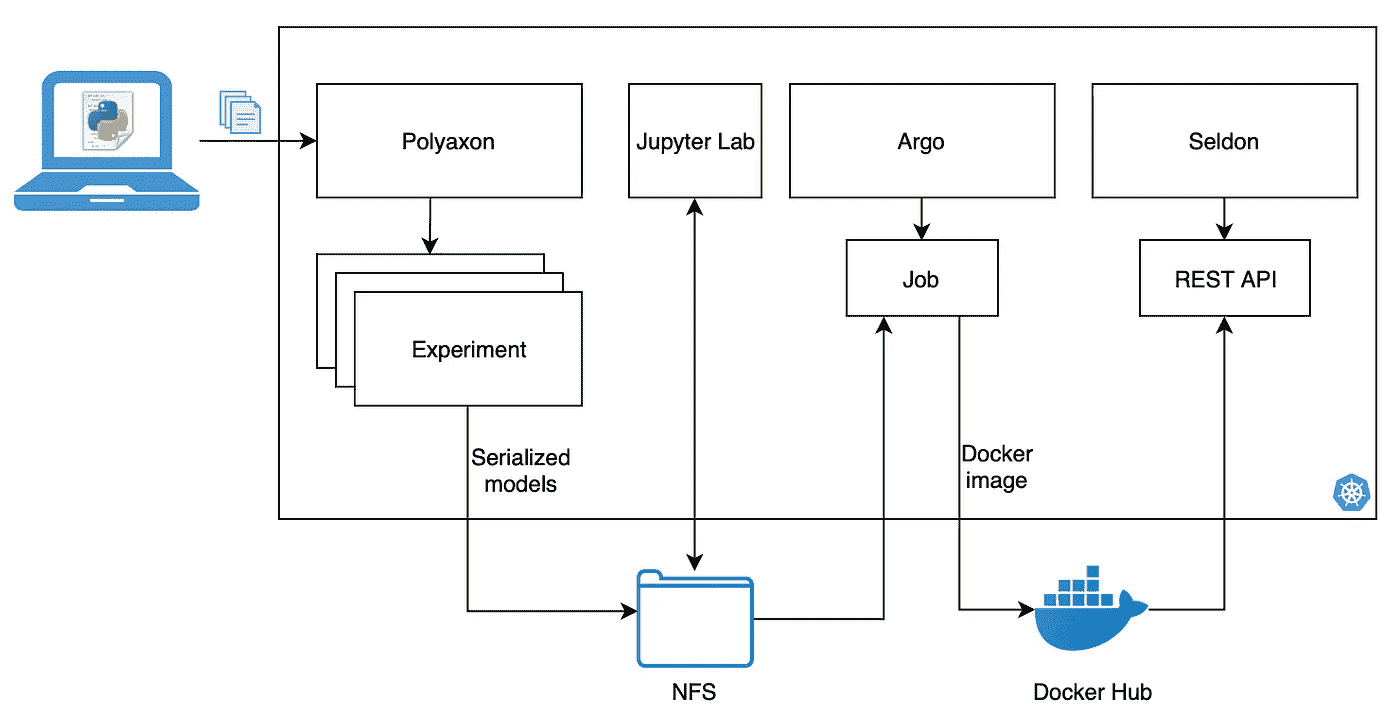 Polyaxon
Jupyter Lab
Argo
Seldon
Job
REST API
Experiment
Serialized
models
Docker
image
NFS
Docker Hub